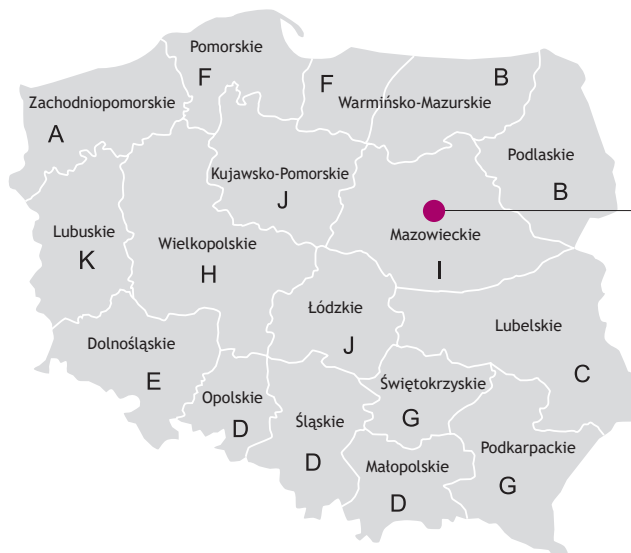 Pomorskie
F
F
B
Zachodniopomorskie
Warmińsko-Mazurskie
A
Podlaskie
Kujawsko-Pomorskie
B
J
Lubuskie
Wielkopolskie
Mazowieckie
K
H
I
Łódzkie
Lubelskie
Dolnośląskie
J
E
C
Opolskie
Świętokrzyskie
D
Śląskie
G
Podkarpackie
D
Małopolskie
G
D